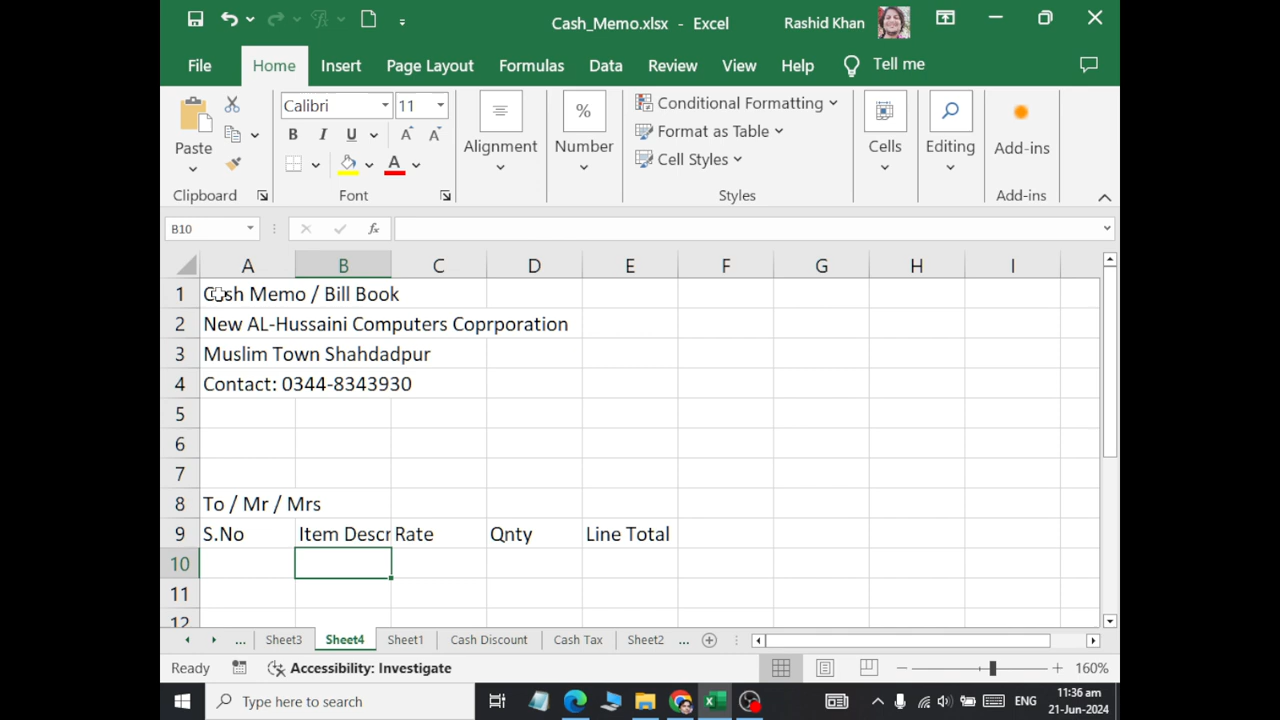 Cash_Memo.xlsx - Excel
Rashid Khan
File Home Insert Page Layout Formulas Data Review View Help Tell me
Paste
Clipboard
Calibri 11
B I U A A
A
Font
Alignment
%
Number
Conditional Formatting
Format as Table
Cell Styles
Styles
Cells
Editing
Add-ins
Add-ins
B10 fx
A B C D E F G H I
1 Cash Memo / Bill Book
2 New AL-Hussaini Computers Coprporation
3 Muslim Town Shahdadpur
4 Contact: 0344-8343930
5
6
7
8 To / Mr / Mrs
9 S.No Item Descr Rate Qnty Line Total
10
11
12
... Sheet3 Sheet4 Sheet1 Cash Discount Cash Tax Sheet2 ...
Ready Accessibility: Investigate 160%
Type here to search ENG 11:36 am
21-Jun-2024